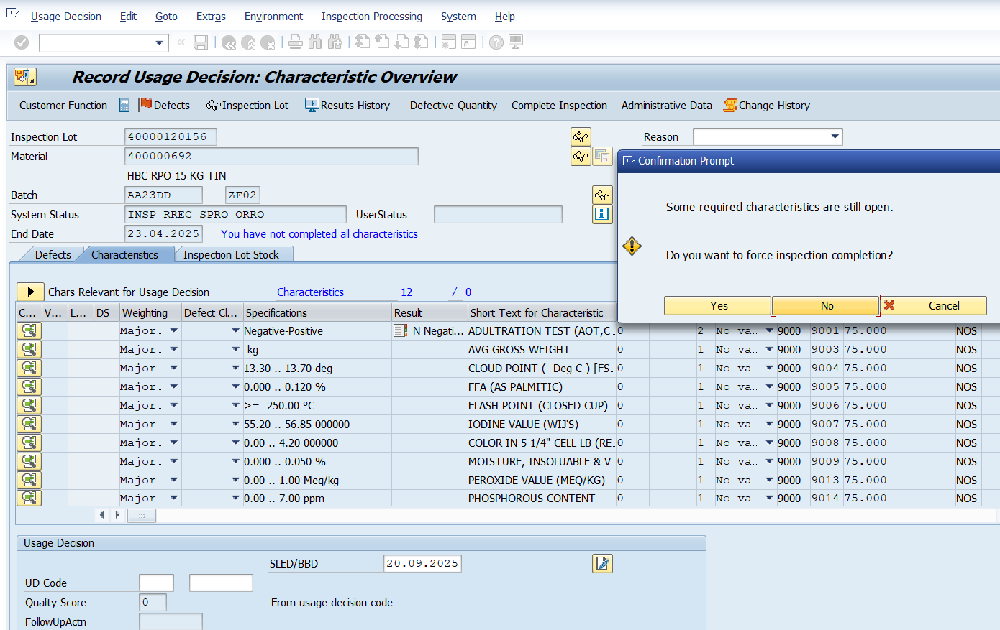 Usage Decision Edit Goto Extras Environment Inspection Processing System Help
Record Usage Decision: Characteristic Overview
Customer Function Defects Inspection Lot Results History Defective Quantity Complete Inspection Administrative Data Change History
Inspection Lot 40000120156 Reason
Material 400000692
HBC RPO 15 KG TIN
Batch AA23DD ZF02
System Status INSP RREC SPRQ ORRQ UserStatus
End Date 23.04.2025 You have not completed all characteristics
Confirmation Prompt
Some required characteristics are still open.
Do you want to force inspection completion?
Yes No Cancel
Defects Characteristics Inspection Lot Stock
Chars Relevant for Usage Decision Characteristics 12 / 0
C... V... L... DS Weighting Defect Cl... Specifications Result Short Text for Characteristic
Major… Negative-Positive N Negati... ADULTRATION TEST (AOT,C... 0 2 No va… 9000 9001 75.000 NOS
Major… kg AVG GROSS WEIGHT 0 1 No va… 9000 9003 75.000 NOS
Major… 13.30 .. 13.70 deg CLOUD POINT ( Deg C ) [FS... 0 1 No va… 9000 9004 75.000 NOS
Major… 0.000 .. 0.120 % FFA (AS PALMITIC) 0 1 No va… 9000 9005 75.000 NOS
Major… >= 250.00 ºC FLASH POINT (CLOSED CUP) 0 1 No va… 9000 9006 75.000 NOS
Major… 55.20 .. 56.85 000000 IODINE VALUE (WIJ'S) 0 1 No va… 9000 9007 75.000 NOS
Major… 0.00 .. 4.20 000000 COLOR IN 5 1/4" CELL LB (RE... 0 1 No va… 9000 9008 75.000 NOS
Major… 0.000 .. 0.050 % MOISTURE, INSOLUABLE & V... 0 1 No va… 9000 9009 75.000 NOS
Major… 0.00 .. 1.00 Meq/kg PEROXIDE VALUE (MEQ/KG) 0 1 No va… 9000 9013 75.000 NOS
Major… 0.00 .. 7.00 ppm PHOSPHOROUS CONTENT 0 1 No va… 9000 9014 75.000 NOS
Usage Decision
SLED/BBD 20.09.2025
UD Code
Quality Score 0 From usage decision code
FollowUpActn